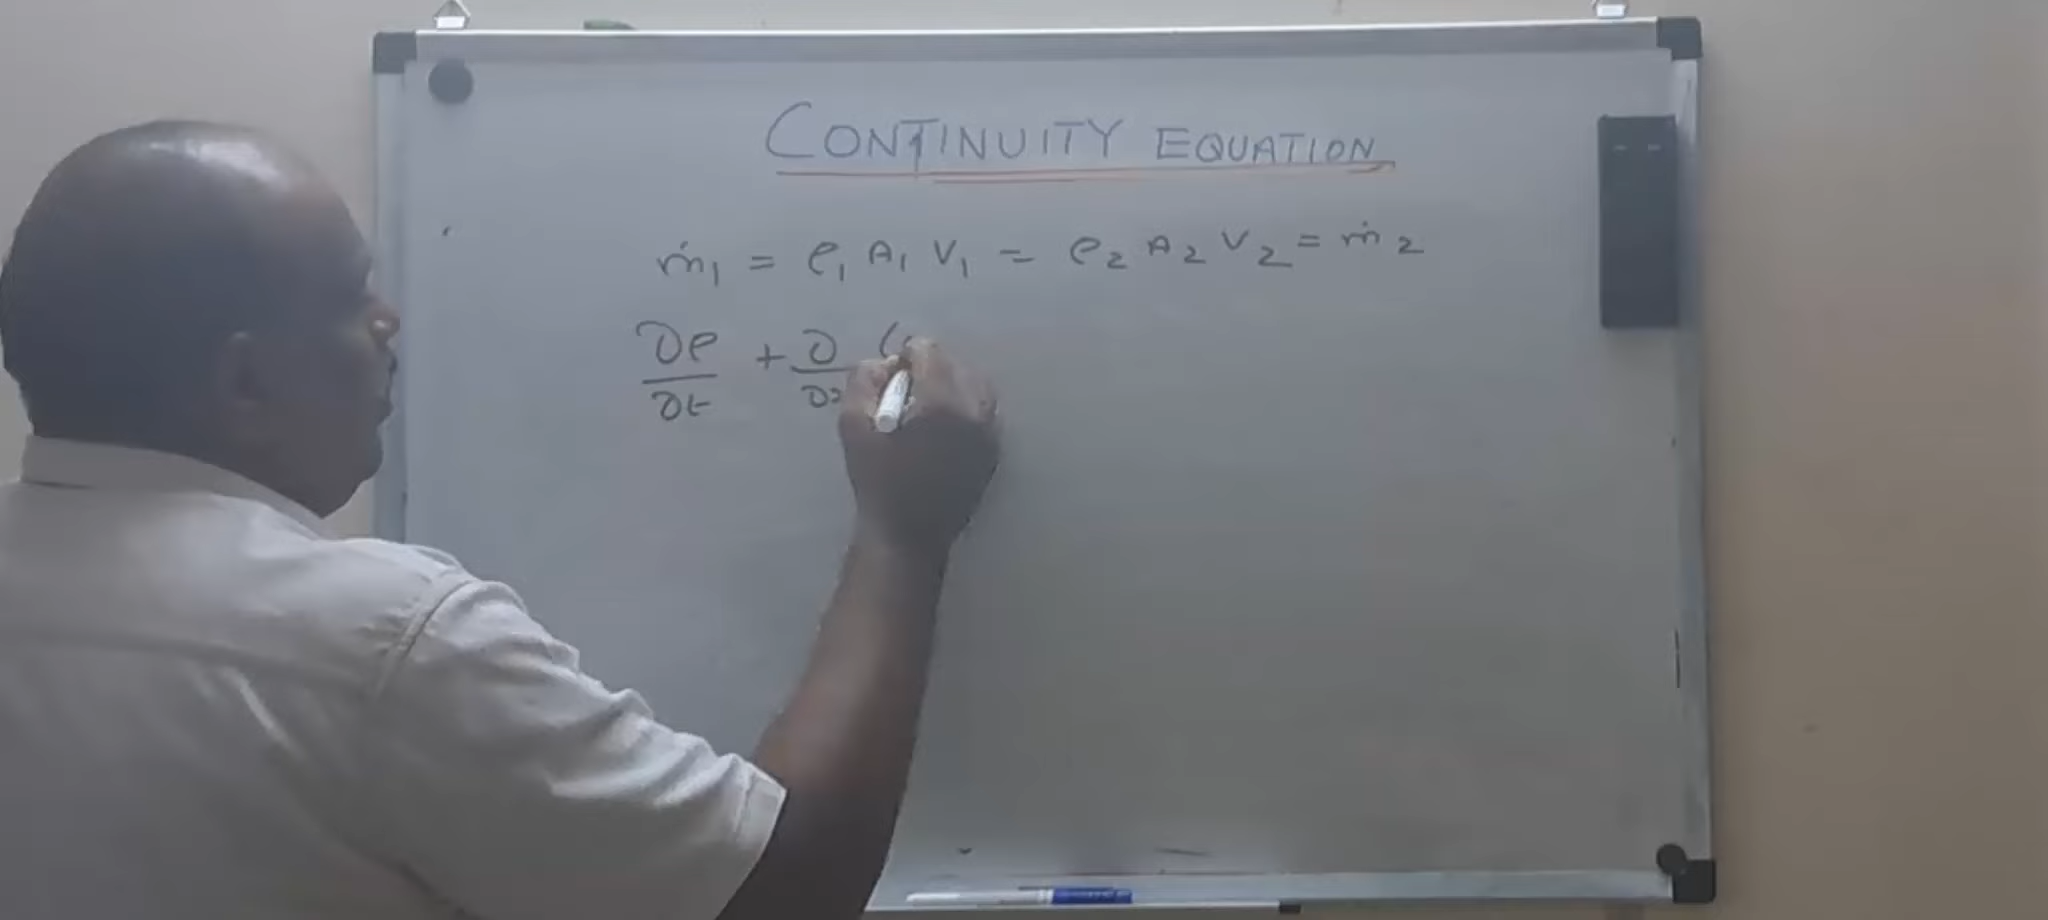 CONTINUITY EQUATION
ṁ₁ = ρ₁ A₁ V₁ = ρ₂ A₂ V₂ = ṁ₂
∂ρ/∂t + ∂/∂x (